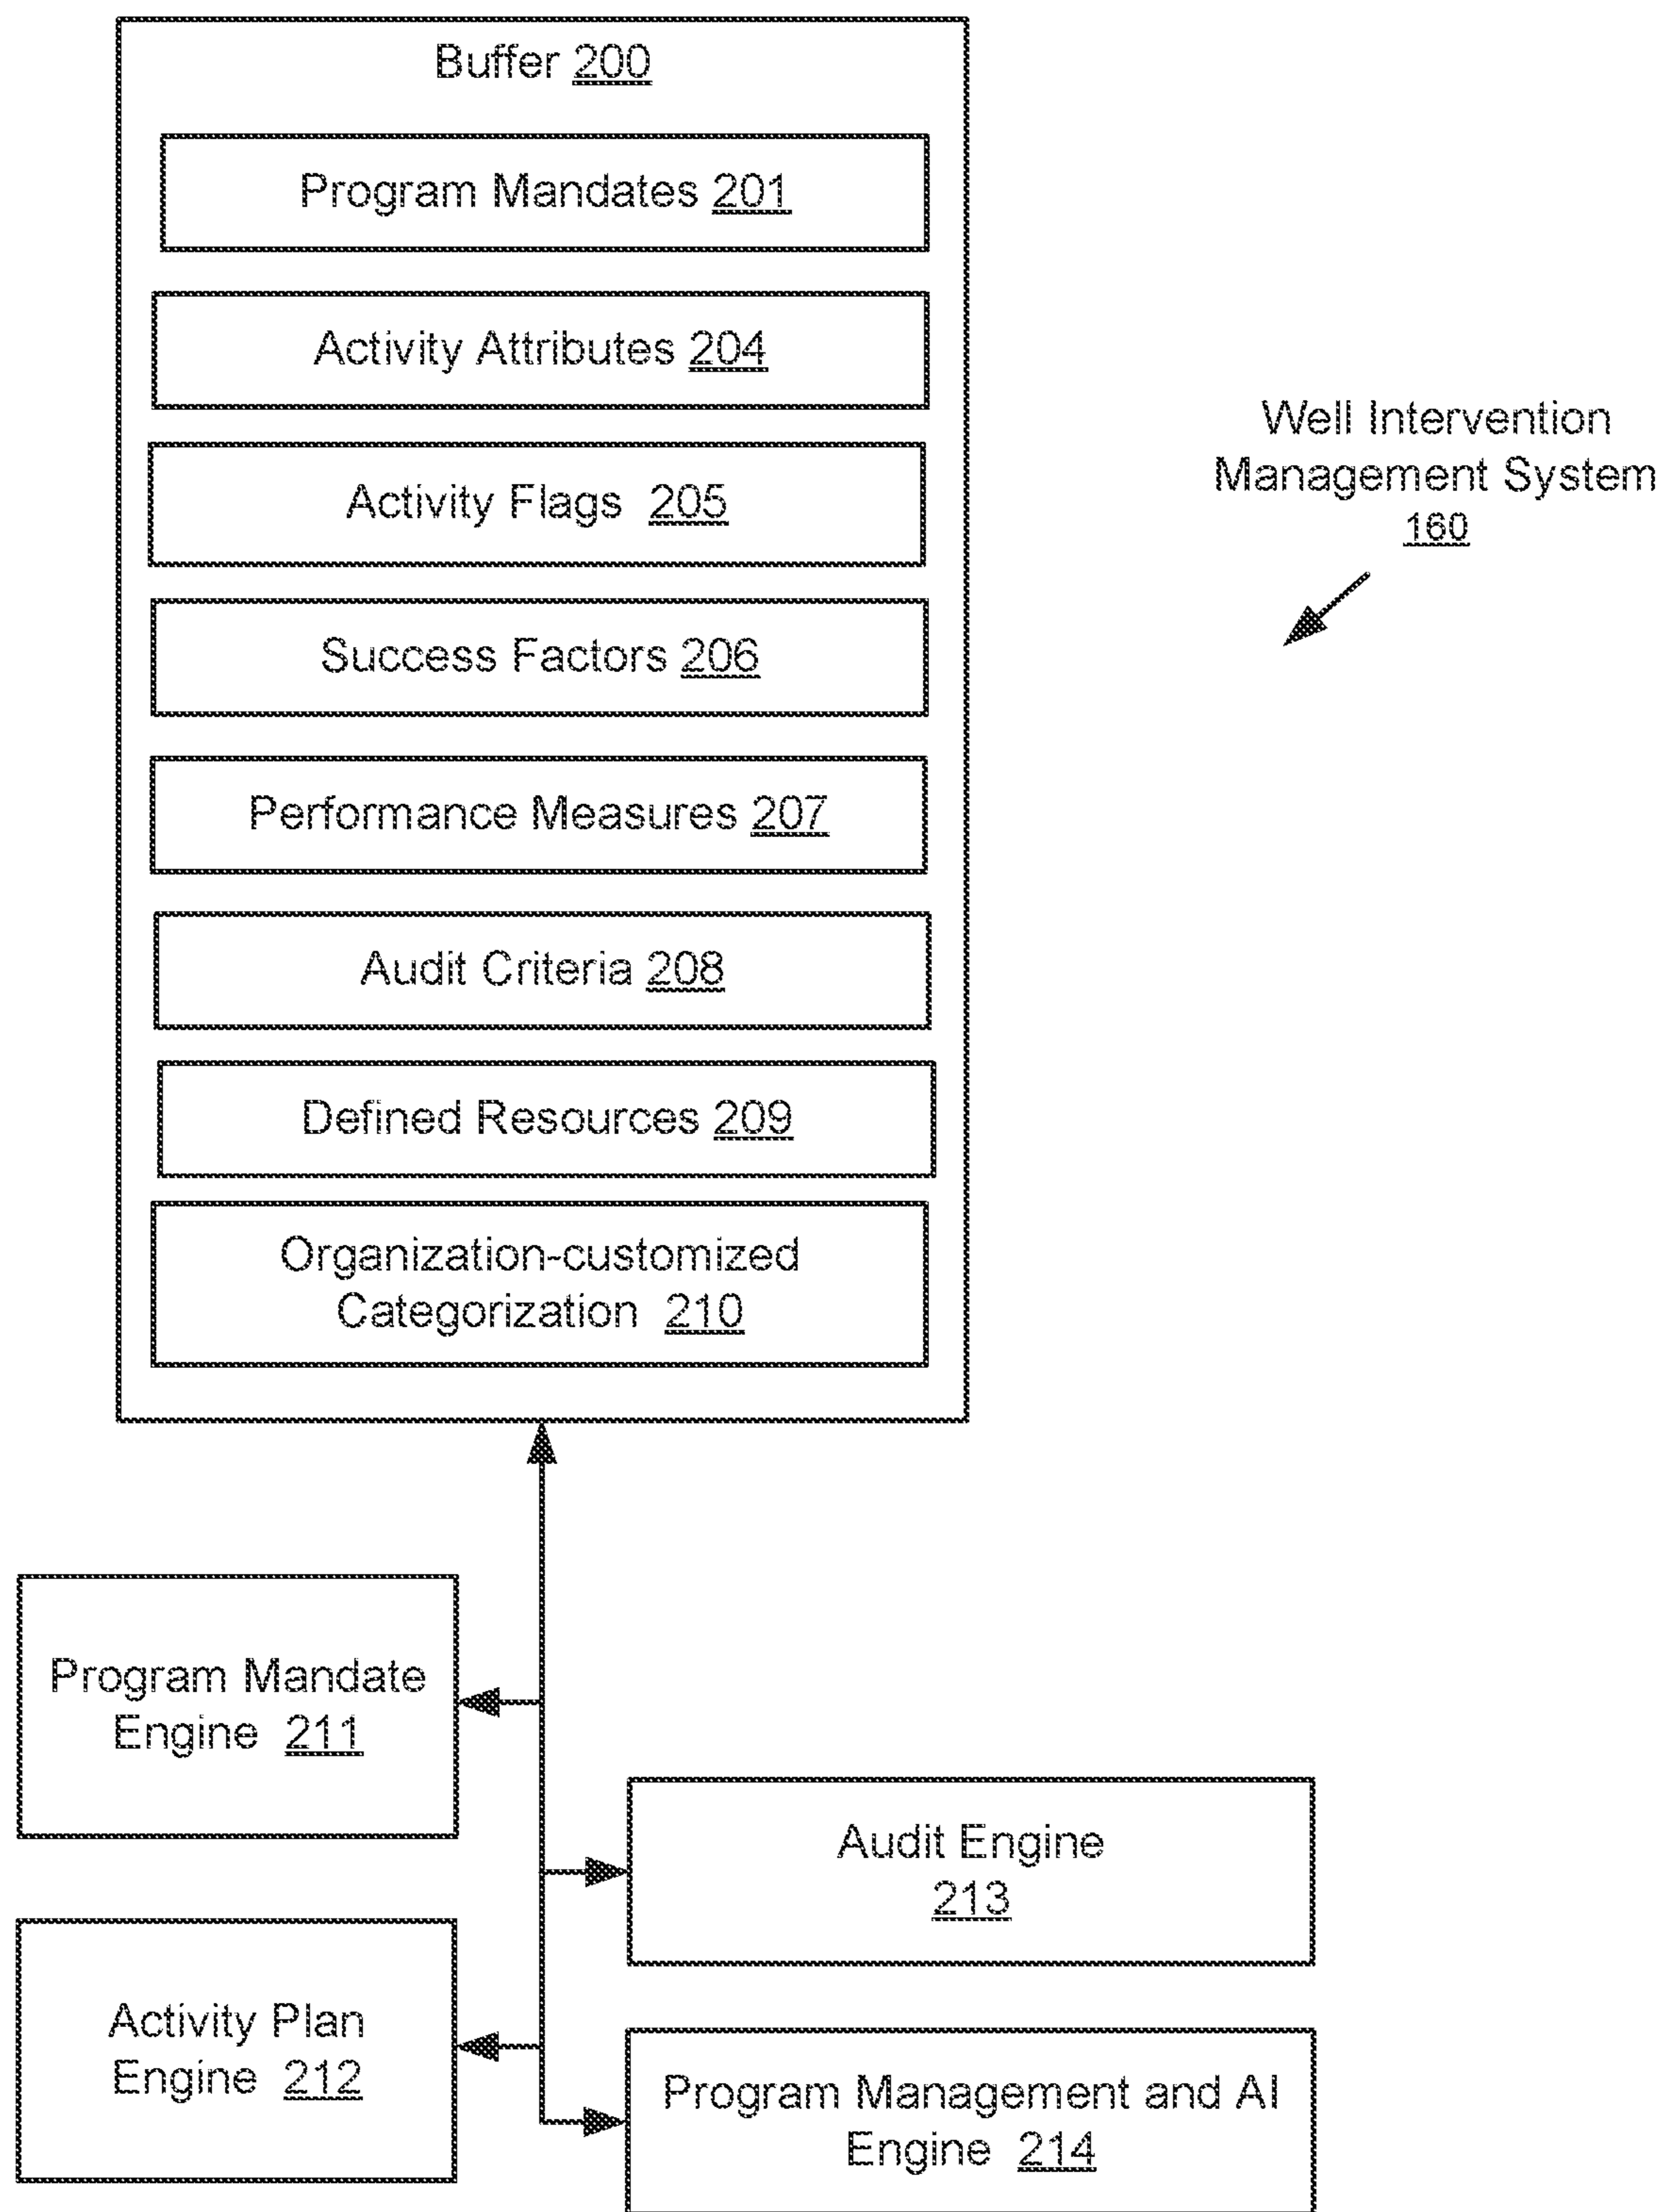 Buffer 200
Program Mandates 201
Activity Attributes 204
Activity Flags 205
Success Factors 206
Performance Measures 207
Audit Criteria 208
Defined Resources 209
Organization-customized
Categorization 210
Well Intervention
Management System
160
Program Mandate
Engine 211
Audit Engine
213
Activity Plan
Engine 212
Program Management and AI
Engine 214